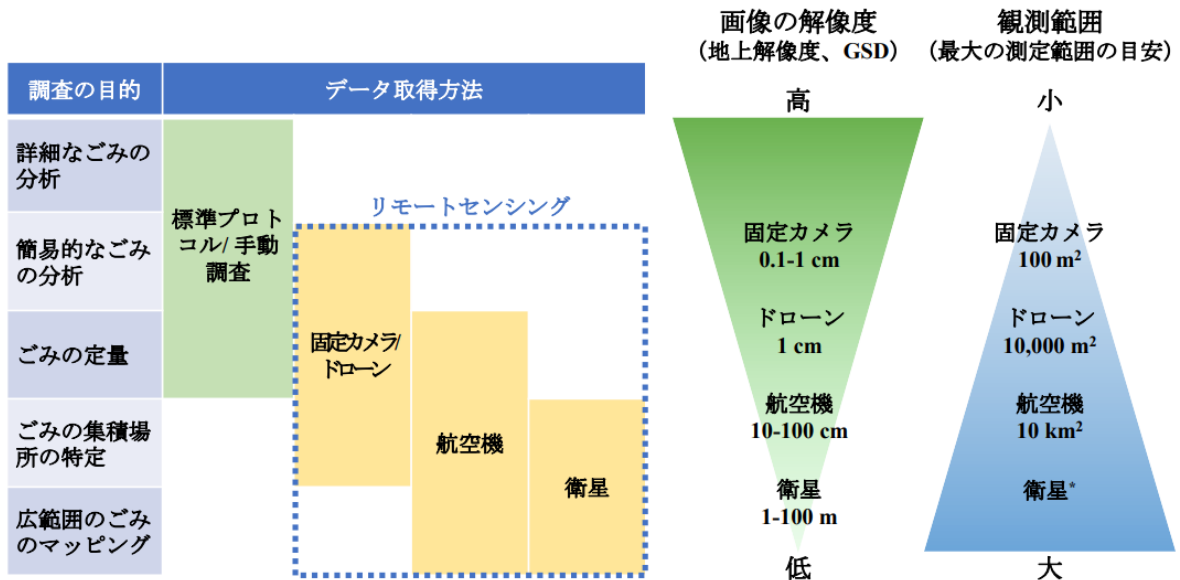 調査の目的
データ取得方法
詳細なごみの
分析
簡易的なごみ
の分析
ごみの定量
ごみの集積場
所の特定
広範囲のごみ
のマッピング
標準プロト
コル/ 手動
調査
リモートセンシング
固定カメラ/
ドローン
航空機
衛星
画像の解像度
（地上解像度、GSD）
高
固定カメラ
0.1-1 cm
ドローン
1 cm
航空機
10-100 cm
衛星
1-100 m
低
観測範囲
（最大の測定範囲の目安）
小
固定カメラ
100 m²
ドローン
10,000 m²
航空機
10 km²
衛星*
大